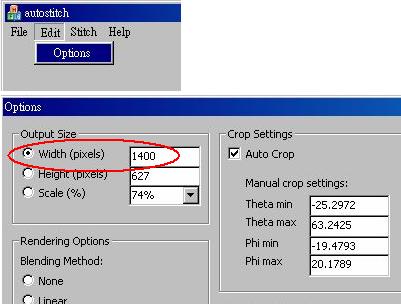 autostitch
File Edit Stitch Help
Options
Options
Output Size
Width (pixels) 1400
Height (pixels) 627
Scale (%) 74%
Rendering Options
Blending Method:
None
Linear
Crop Settings
Auto Crop
Manual crop settings:
Theta min -25.2972
Theta max 63.2425
Phi min -19.4793
Phi max 20.1789